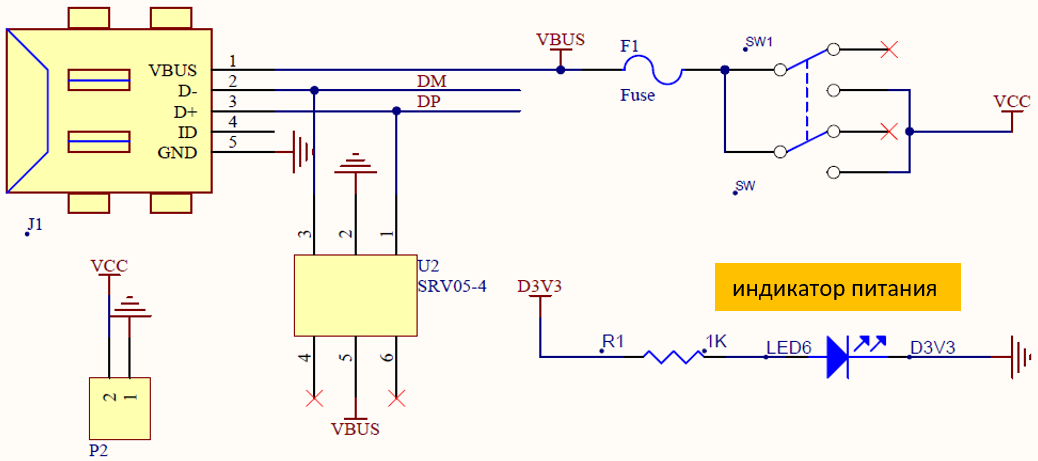 VBUS
F1
SW1
VBUS 1
D- 2
DM
D+ 3
DP
Fuse
ID 4
GND 5
VCC
SW
J1
3 2 1
VCC
U2
SRV05-4
D3V3
индикатор питания
R1
1K
LED6
D3V3
4 5 6
2 1
VBUS
P2